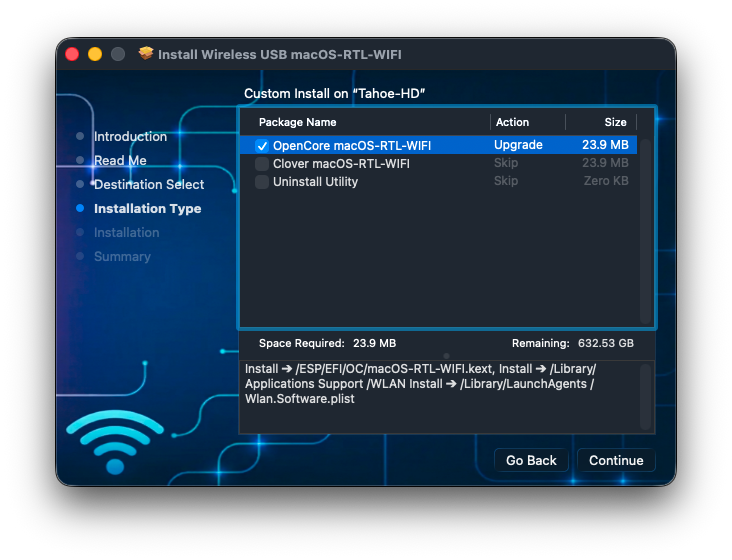 Install Wireless USB macOS-RTL-WIFI
Custom Install on “Tahoe-HD”
Introduction
Read Me
Destination Select
Installation Type
Installation
Summary
Package Name Action Size
OpenCore macOS-RTL-WIFI Upgrade 23.9 MB
Clover macOS-RTL-WIFI Skip 23.9 MB
Uninstall Utility Skip Zero KB
Space Required: 23.9 MB Remaining: 632.53 GB
Install ➔ /ESP/EFI/OC/macOS-RTL-WIFI.kext, Install ➔ /Library/
Applications Support /WLAN Install ➔ /Library/LaunchAgents /
Wlan.Software.plist
Go Back Continue